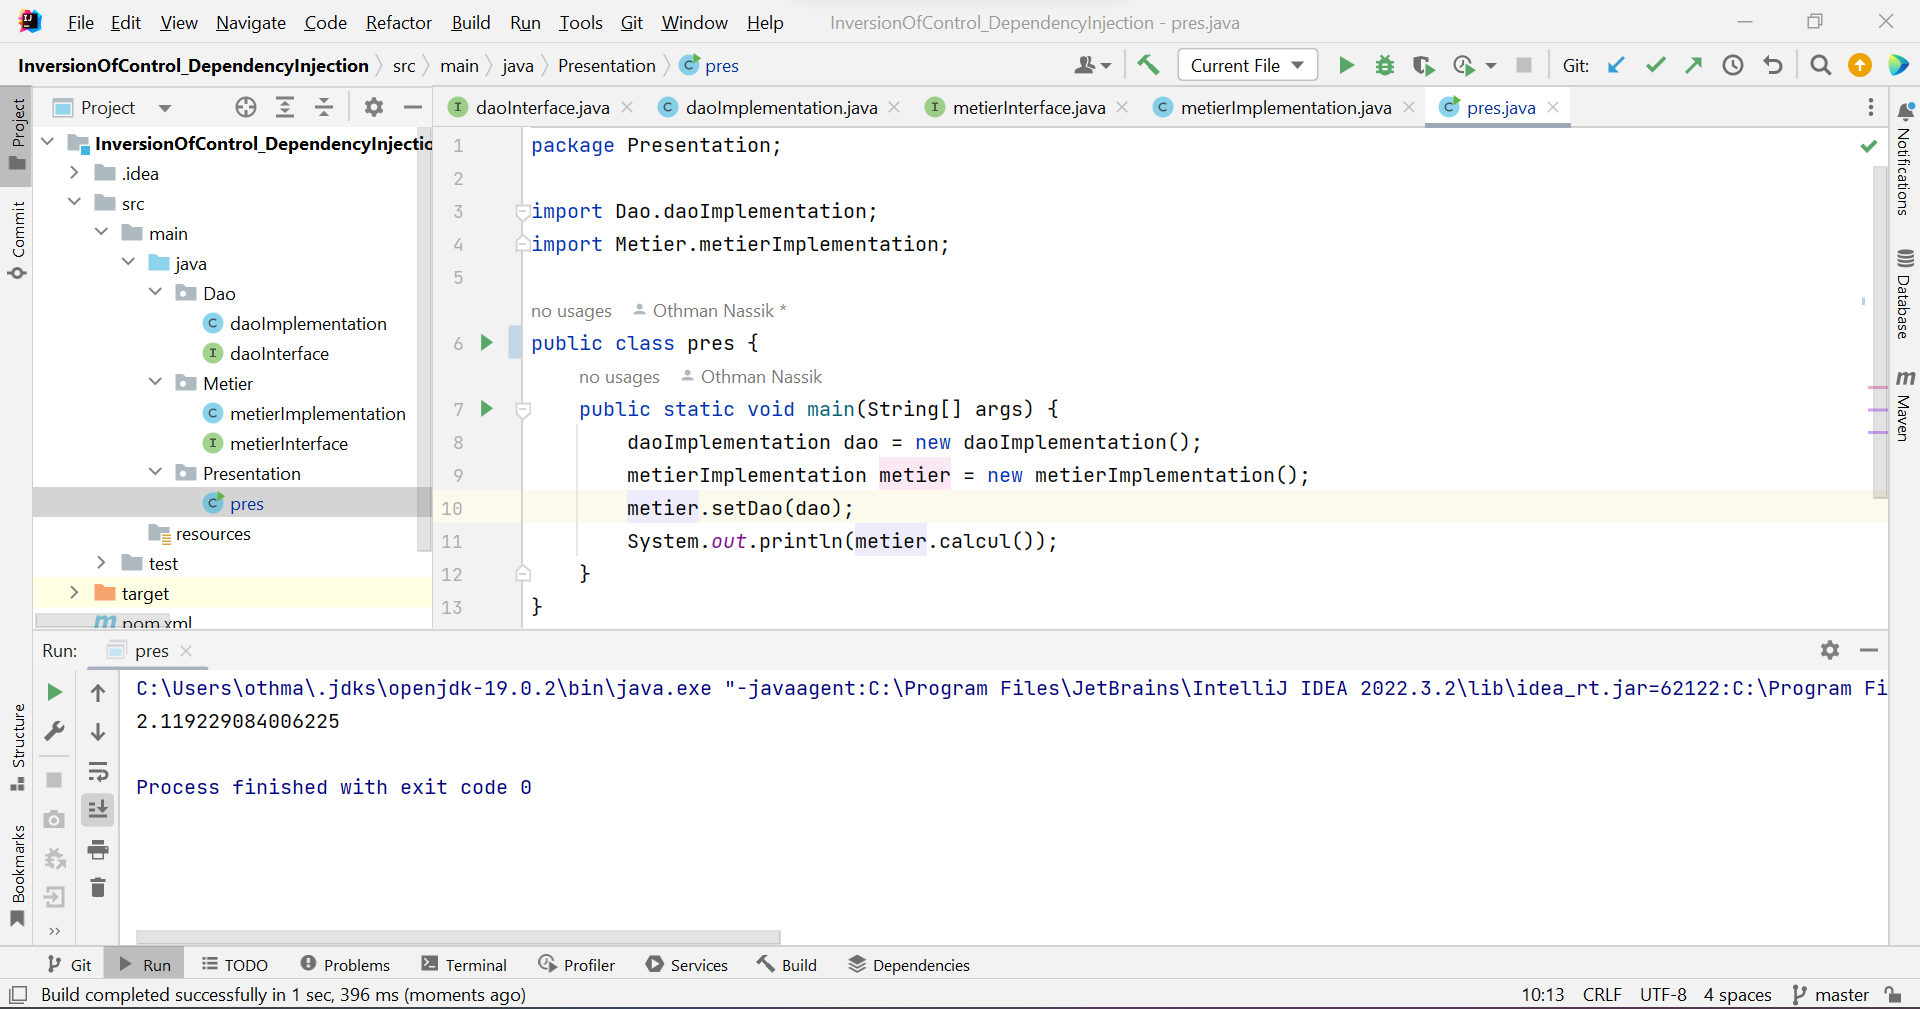 File Edit View Navigate Code Refactor Build Run Tools Git Window Help InversionOfControl_DependencyInjection - pres.java
InversionOfControl_DependencyInjection src main java Presentation pres Current File Git:
Project
daoInterface.java daoImplementation.java metierInterface.java metierImplementation.java pres.java
InversionOfControl_DependencyInjectio
.idea
src
main
java
Dao
daoImplementation
daoInterface
Metier
metierImplementation
metierInterface
Presentation
pres
resources
test
target
pom.xml
1 package Presentation;
2
3 import Dao.daoImplementation;
4 import Metier.metierImplementation;
5
no usages Othman Nassik *
6 public class pres {
no usages Othman Nassik
7 public static void main(String[] args) {
8 daoImplementation dao = new daoImplementation();
9 metierImplementation metier = new metierImplementation();
10 metier.setDao(dao);
11 System.out.println(metier.calcul());
12 }
13 }
Project
Commit
Structure
Bookmarks
Notifications
Database
Maven
Run: pres
C:\Users\othma\.jdks\openjdk-19.0.2\bin\java.exe "-javaagent:C:\Program Files\JetBrains\IntelliJ IDEA 2022.3.2\lib\idea_rt.jar=62122:C:\Program Fi
2.119229084006225
Process finished with exit code 0
Git Run TODO Problems Terminal Profiler Services Build Dependencies
Build completed successfully in 1 sec, 396 ms (moments ago) 10:13 CRLF UTF-8 4 spaces master